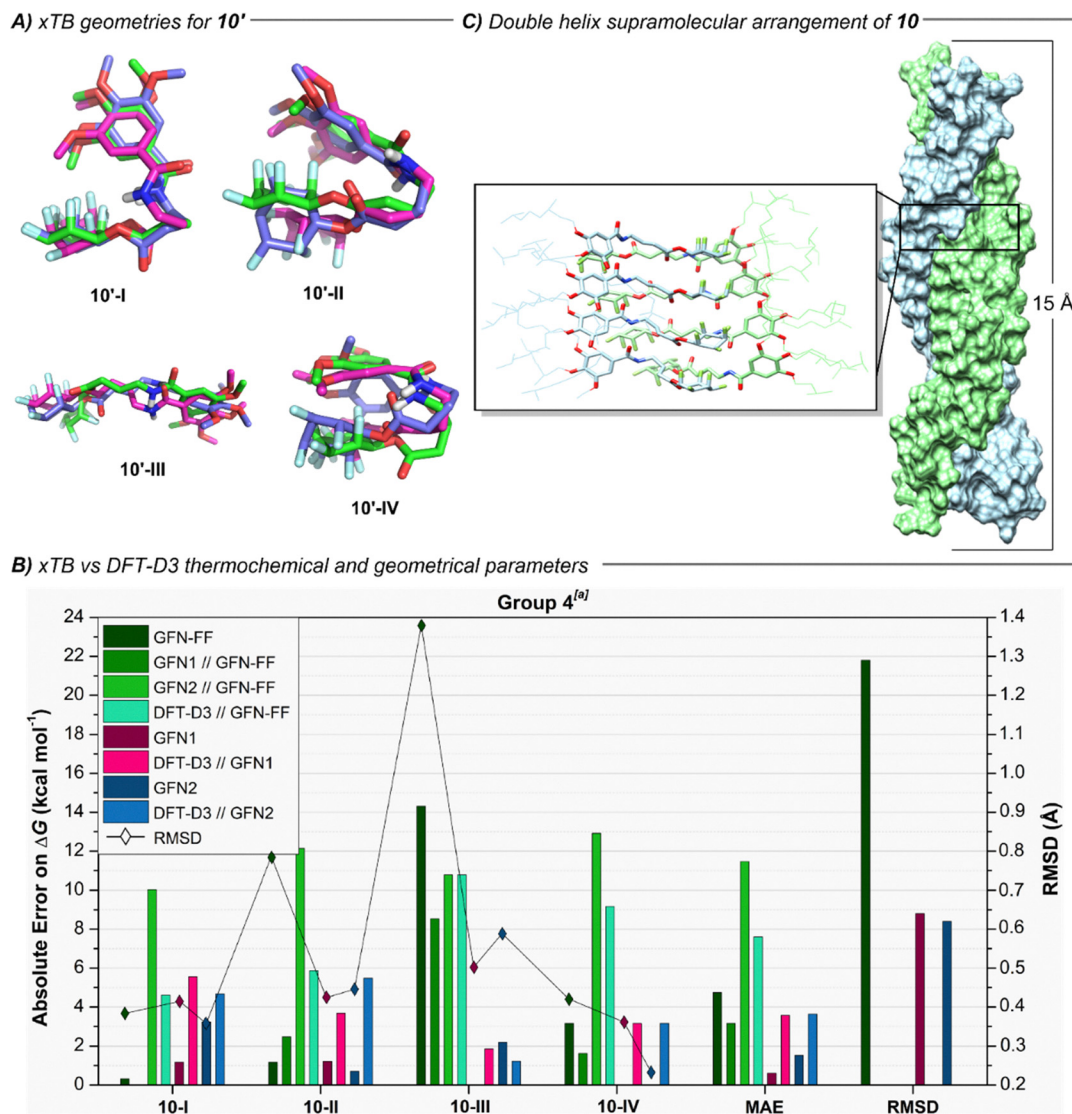 A) xTB geometries for 10'
C) Double helix supramolecular arrangement of 10
10'-I
10'-II
15 Å
10'-III
10'-IV
B) xTB vs DFT-D3 thermochemical and geometrical parameters
Group 4[a]
GFN-FF
GFN1 // GFN-FF
GFN2 // GFN-FF
DFT-D3 // GFN-FF
GFN1
DFT-D3 // GFN1
GFN2
DFT-D3 // GFN2
RMSD
Absolute Error on ΔG (kcal mol⁻¹)
24
22
20
18
16
14
12
10
8
6
4
2
0
1.4
1.3
1.2
1.1
1.0
0.9
0.8
0.7
0.6
0.5
0.4
0.3
0.2
RMSD (Å)
10-I
10-II
10-III
10-IV
MAE
RMSD